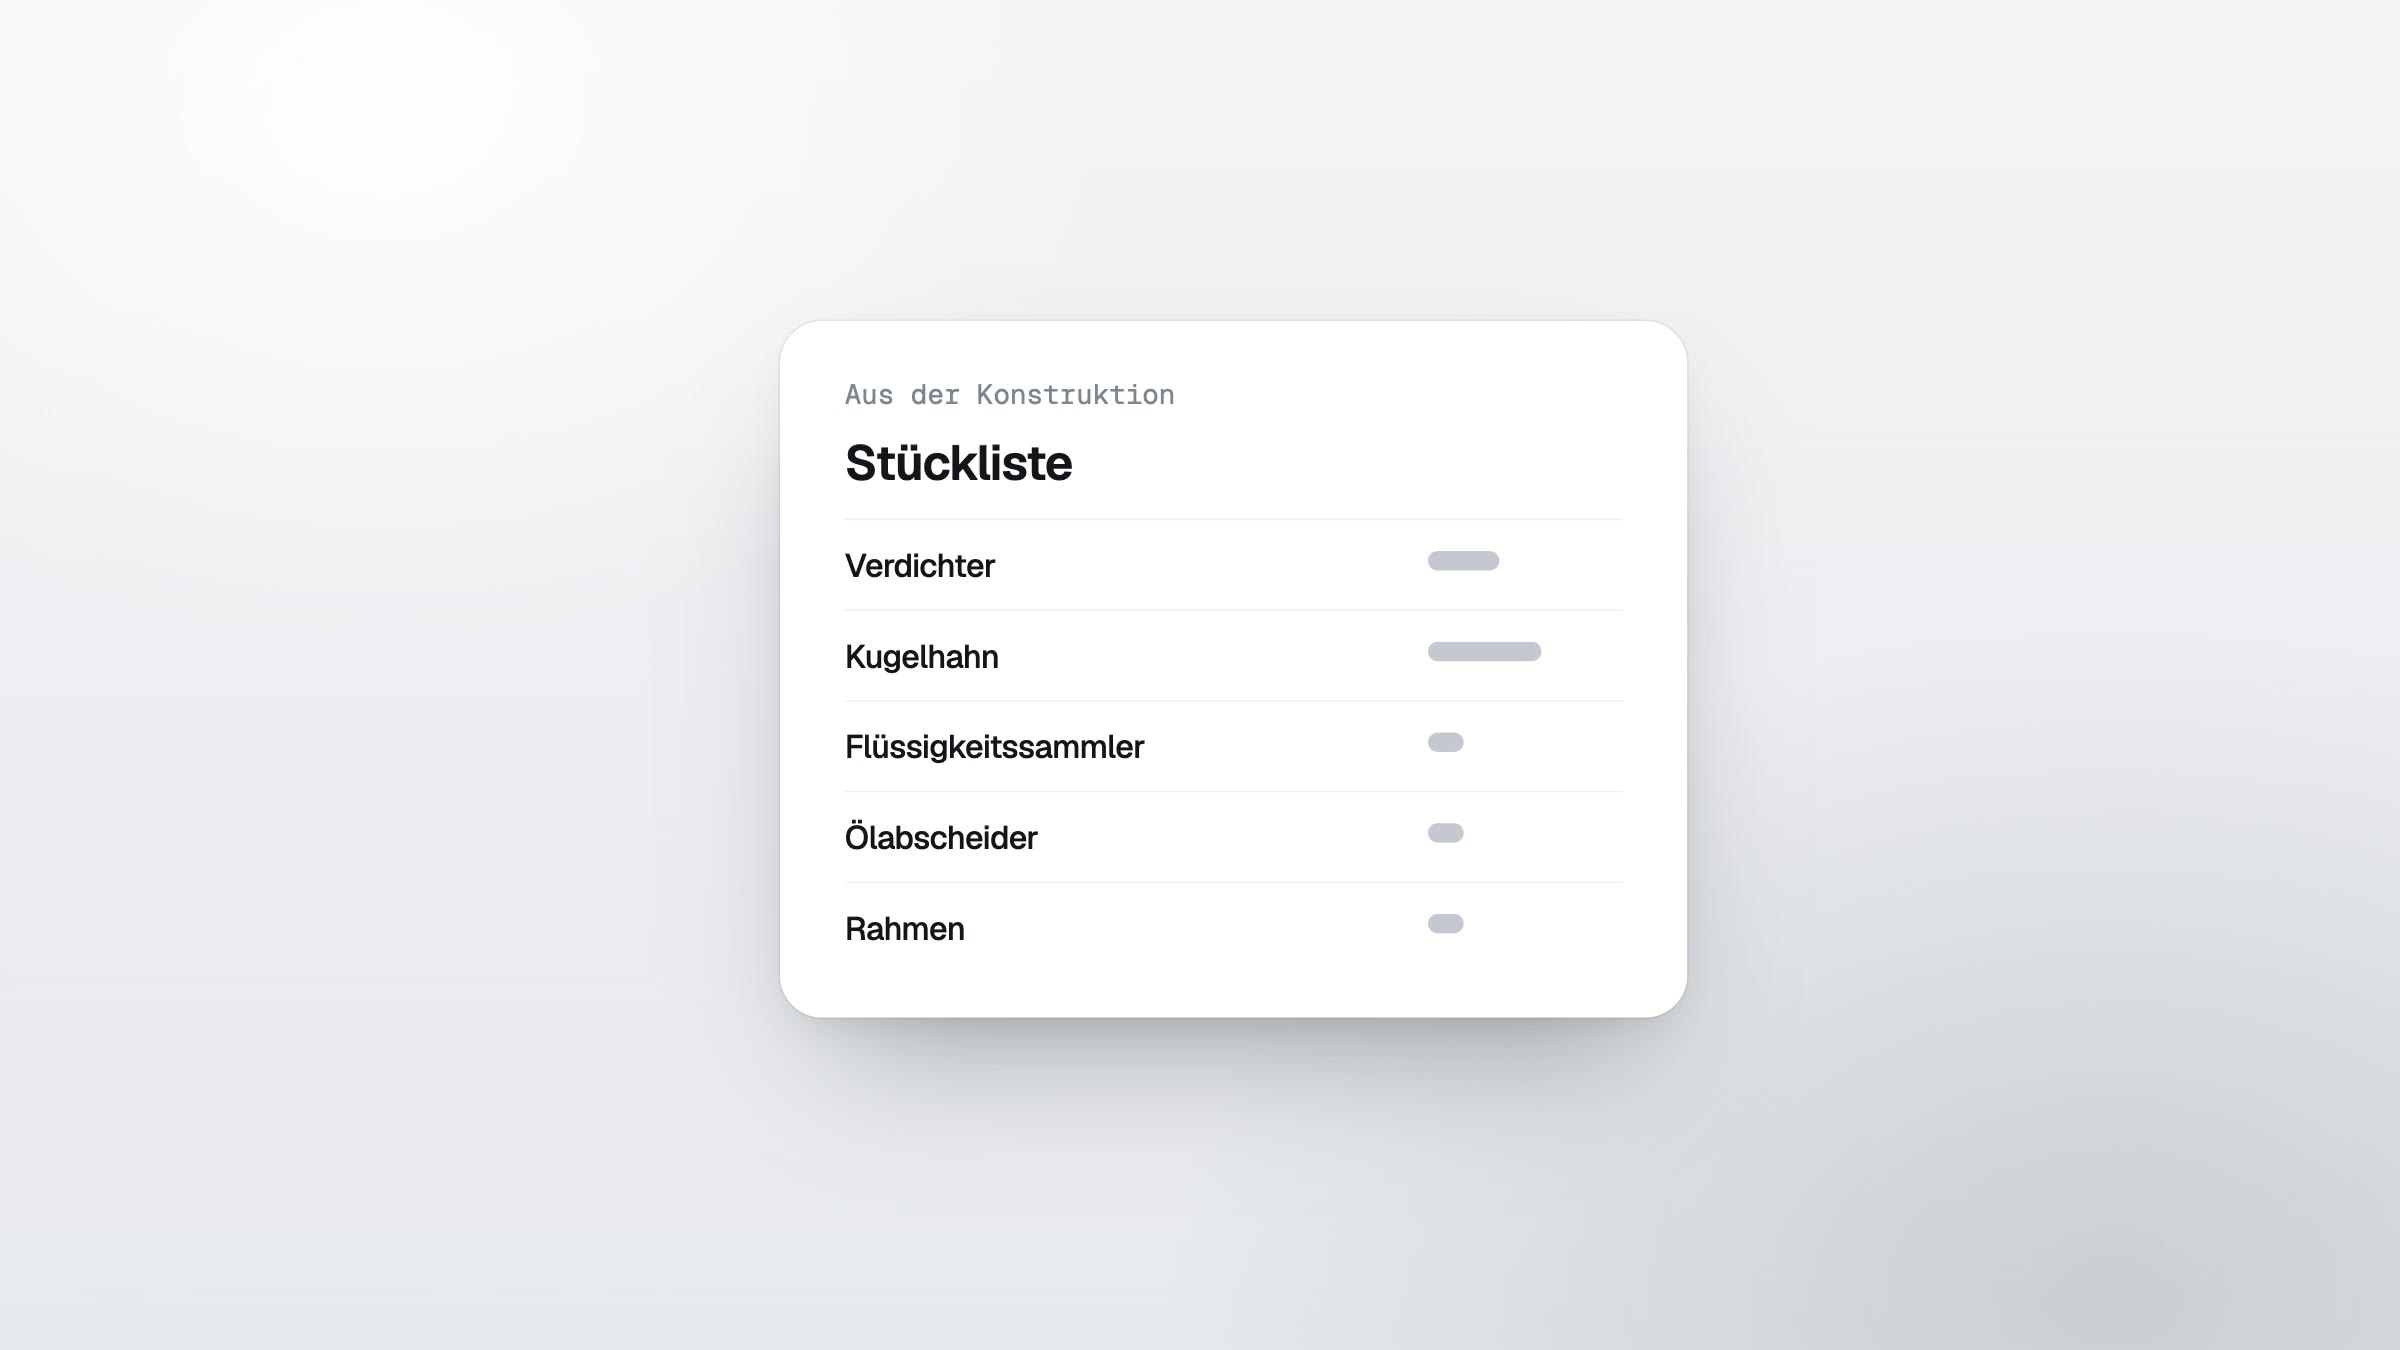 Aus der Konstruktion
Stückliste
Verdichter
Kugelhahn
Flüssigkeitssammler
Ölabscheider
Rahmen